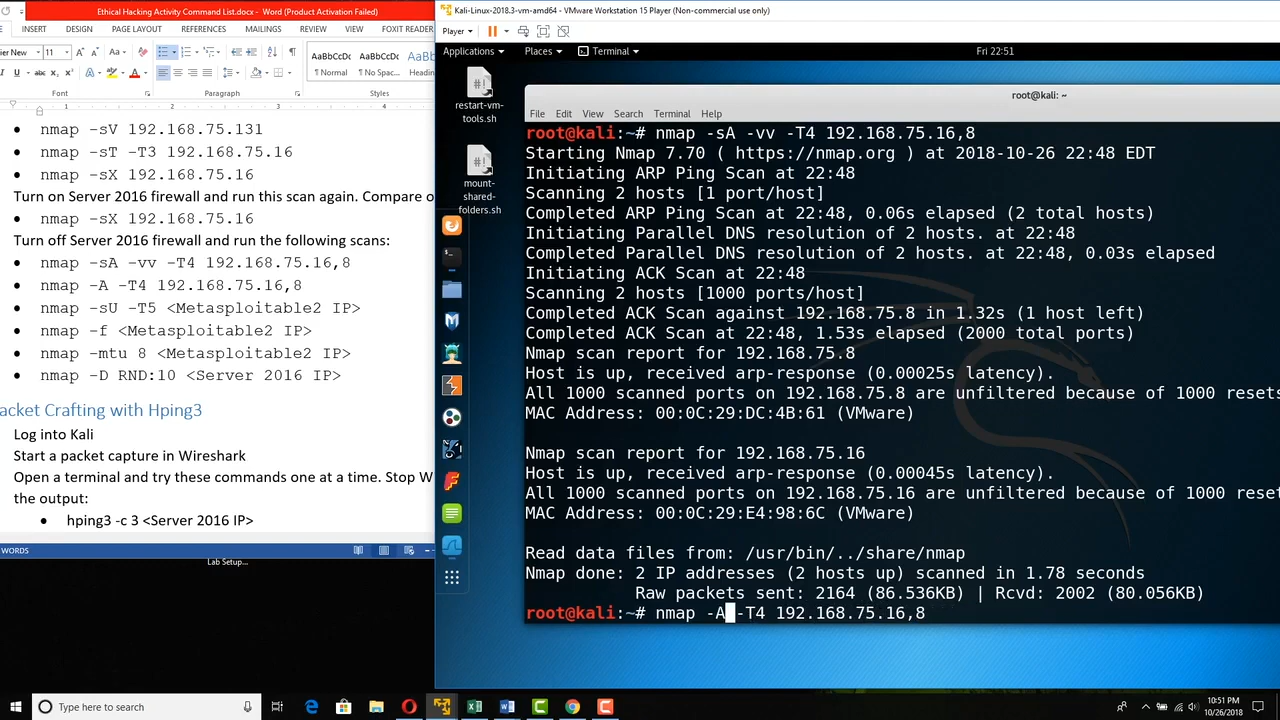 Ethical Hacking Activity Command List.docx - Word (Product Activation Failed)
INSERT DESIGN PAGE LAYOUT REFERENCES MAILINGS REVIEW VIEW FOXIT READER
ier New 11 A A Aa
I U abc X₂ X² A A
AaBbCcDc AaBbCcDc AaBbC
¶ Normal ¶ No Spac... Headin
Font Paragraph Styles
1 2 3 4
• nmap -sV 192.168.75.131
• nmap -sT -T3 192.168.75.16
• nmap -sX 192.168.75.16
Turn on Server 2016 firewall and run this scan again. Compare o
• nmap -sX 192.168.75.16
Turn off Server 2016 firewall and run the following scans:
• nmap -sA -vv -T4 192.168.75.16,8
• nmap -A -T4 192.168.75.16,8
• nmap -sU -T5 <Metasploitable2 IP>
• nmap -f <Metasploitable2 IP>
• nmap -mtu 8 <Metasploitable2 IP>
• nmap -D RND:10 <Server 2016 IP>
acket Crafting with Hping3
Log into Kali
Start a packet capture in Wireshark
Open a terminal and try these commands one at a time. Stop W
the output:
• hping3 -c 3 <Server 2016 IP>
WORDS
Lab Setup...
Kali-Linux-2018.3-vm-amd64 - VMware Workstation 15 Player (Non-commercial use only)
Player
Applications Places Terminal Fri 22:51
#!
restart-vm-
tools.sh
#!
mount-
shared-
folders.sh
root@kali: ~
File Edit View Search Terminal Help
root@kali:~# nmap -sA -vv -T4 192.168.75.16,8
Starting Nmap 7.70 ( https://nmap.org ) at 2018-10-26 22:48 EDT
Initiating ARP Ping Scan at 22:48
Scanning 2 hosts [1 port/host]
Completed ARP Ping Scan at 22:48, 0.06s elapsed (2 total hosts)
Initiating Parallel DNS resolution of 2 hosts. at 22:48
Completed Parallel DNS resolution of 2 hosts. at 22:48, 0.03s elapsed
Initiating ACK Scan at 22:48
Scanning 2 hosts [1000 ports/host]
Completed ACK Scan against 192.168.75.8 in 1.32s (1 host left)
Completed ACK Scan at 22:48, 1.53s elapsed (2000 total ports)
Nmap scan report for 192.168.75.8
Host is up, received arp-response (0.00025s latency).
All 1000 scanned ports on 192.168.75.8 are unfiltered because of 1000 resets
MAC Address: 00:0C:29:DC:4B:61 (VMware)
Nmap scan report for 192.168.75.16
Host is up, received arp-response (0.00045s latency).
All 1000 scanned ports on 192.168.75.16 are unfiltered because of 1000 reset
MAC Address: 00:0C:29:E4:98:6C (VMware)
Read data files from: /usr/bin/../share/nmap
Nmap done: 2 IP addresses (2 hosts up) scanned in 1.78 seconds
Raw packets sent: 2164 (86.536KB) | Rcvd: 2002 (80.056KB)
root@kali:~# nmap -A -T4 192.168.75.16,8
Type here to search
10:51 PM
10/26/2018